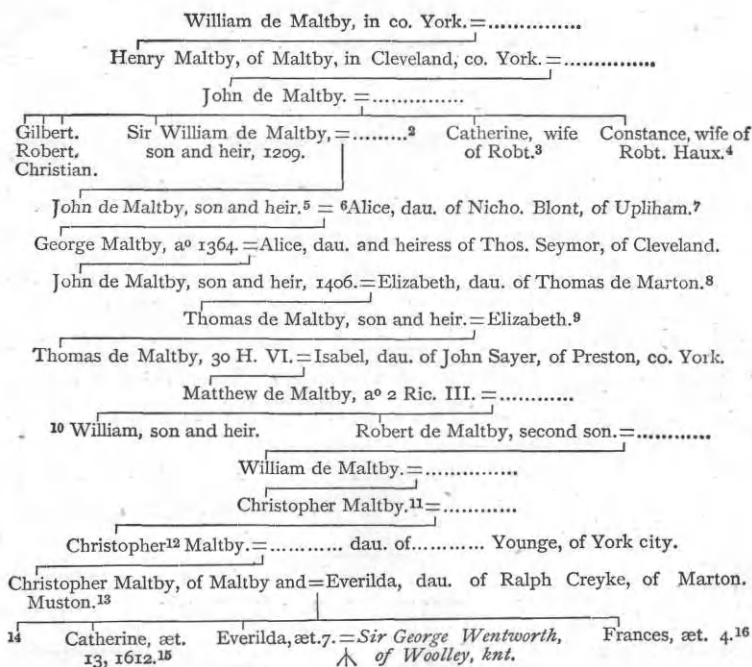 William de Maltby, in co. York. = ...............
Henry Maltby, of Maltby, in Cleveland, co. York. = ...............
John de Maltby. = ...............
Gilbert. Sir William de Maltby, = .........² Catherine, wife Constance, wife of
Robert. son and heir, 1209. of Robt.³ Robt. Haux.⁴
Christian.
John de Maltby, son and heir.⁵ = ⁶Alice, dau. of Nicho. Blont, of Upliham.⁷
George Maltby, aº 1364. = Alice, dau. and heiress of Thos. Seymor, of Cleveland.
John de Maltby, son and heir, 1406. = Elizabeth, dau. of Thomas de Marton.⁸
Thomas de Maltby, son and heir. = Elizabeth.⁹
Thomas de Maltby, 30 H. VI. = Isabel, dau. of John Sayer, of Preston, co. York.
Matthew de Maltby, aº 2 Ric. III. = ............
¹⁰ William, son and heir. Robert de Maltby, second son. = ............
William de Maltby. = ...............
Christopher Maltby.¹¹ = ............
Christopher¹² Maltby. = ............ dau. of ............ Younge, of York city.
Christopher Maltby, of Maltby and = Everilda, dau. of Ralph Creyke, of Marton.
Muston.¹³
¹⁴ Catherine, æt. Everilda, æt. 7. = Sir George Wentworth, Frances, æt. 4.¹⁶
13, 1612.¹⁵ of Woolley, knt.